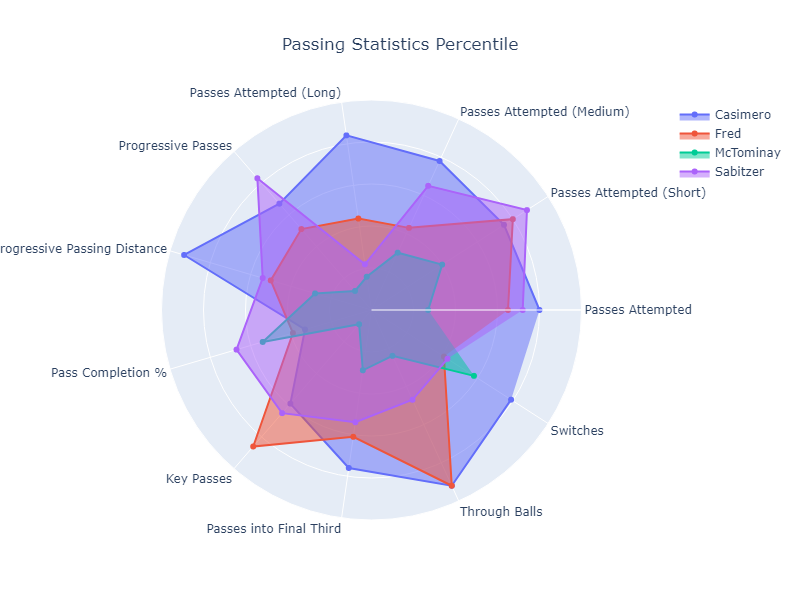 Passing Statistics Percentile
Passes Attempted (Long)
Passes Attempted (Medium)
Casimero
Fred
McTominay
Sabitzer
Progressive Passes
Passes Attempted (Short)
rogressive Passing Distance
Passes Attempted
Pass Completion %
Switches
Key Passes
Through Balls
Passes into Final Third